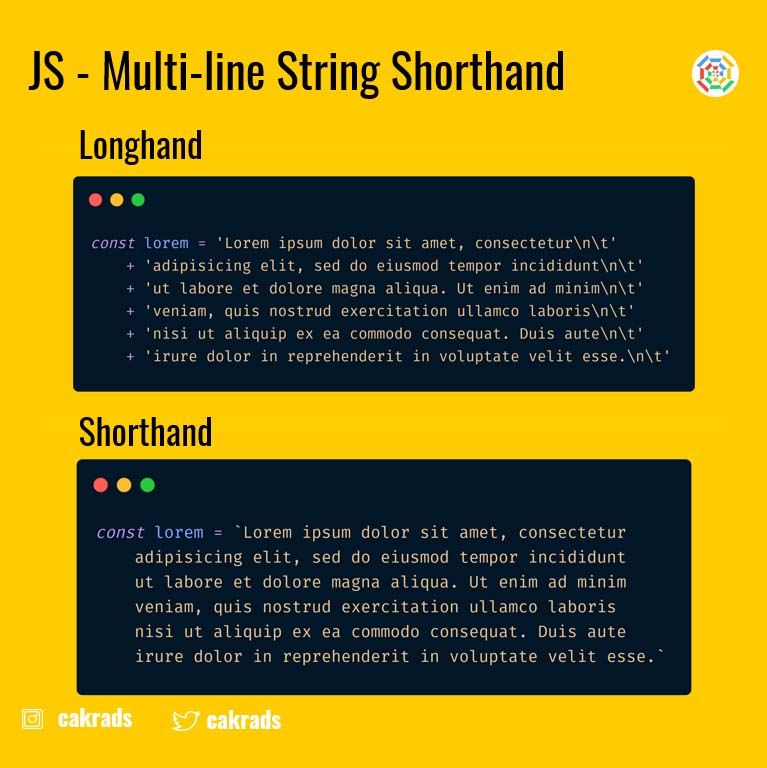 JS - Multi-line String Shorthand
Longhand
const lorem = 'Lorem ipsum dolor sit amet, consectetur\n\t'
+ 'adipisicing elit, sed do eiusmod tempor incididunt\n\t'
+ 'ut labore et dolore magna aliqua. Ut enim ad minim\n\t'
+ 'veniam, quis nostrud exercitation ullamco laboris\n\t'
+ 'nisi ut aliquip ex ea commodo consequat. Duis aute\n\t'
+ 'irure dolor in reprehenderit in voluptate velit esse.\n\t'
Shorthand
const lorem = `Lorem ipsum dolor sit amet, consectetur
adipisicing elit, sed do eiusmod tempor incididunt
ut labore et dolore magna aliqua. Ut enim ad minim
veniam, quis nostrud exercitation ullamco laboris
nisi ut aliquip ex ea commodo consequat. Duis aute
irure dolor in reprehenderit in voluptate velit esse.`
cakrads cakrads